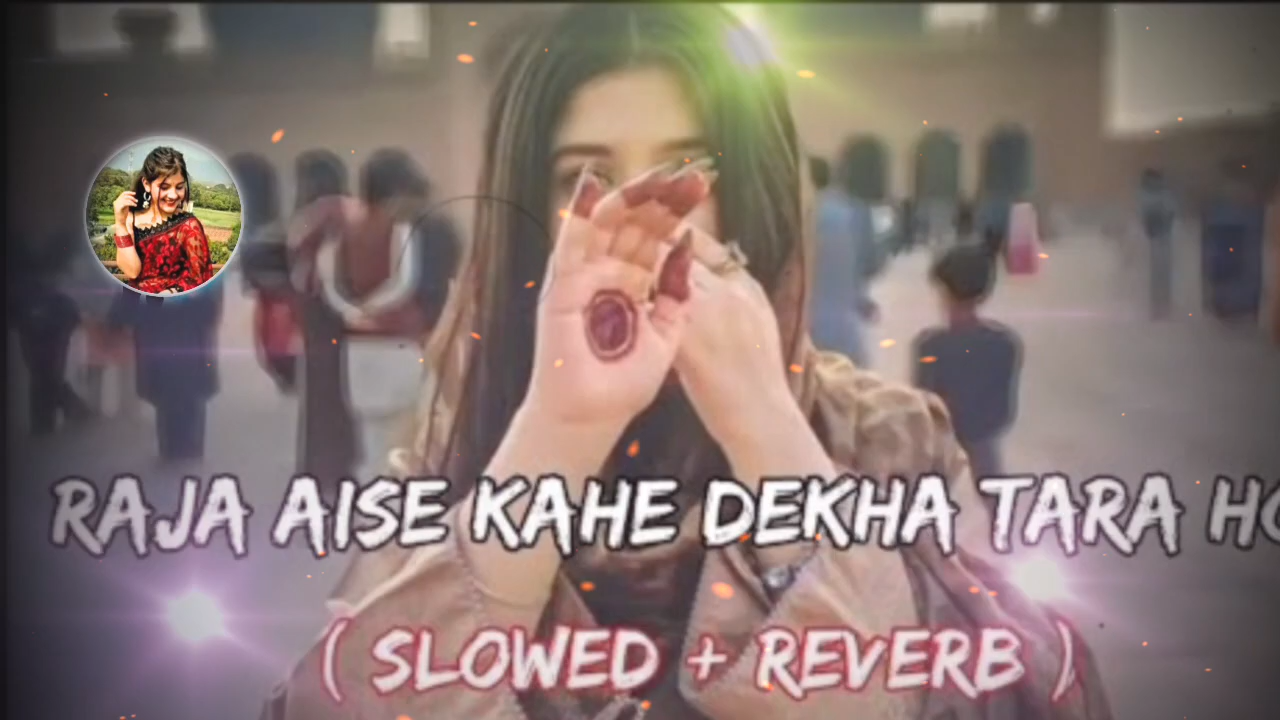 RAJA AISE KAHE DEKHA TARA
( SLOWED + REVERB )